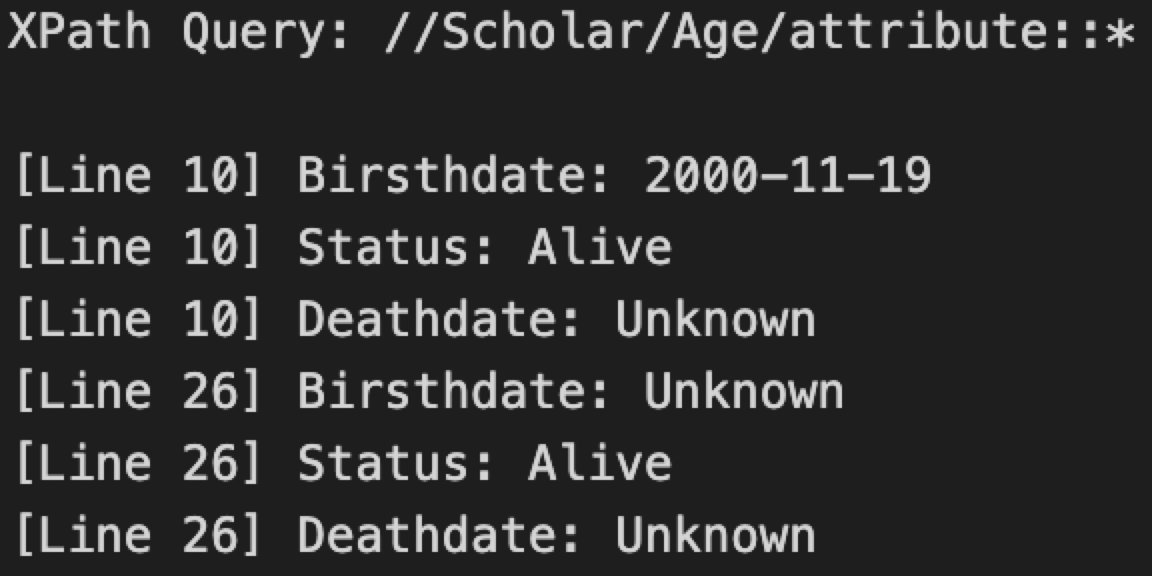 XPath Query: //Scholar/Age/attribute::*
[Line 10] Birsthdate: 2000-11-19
[Line 10] Status: Alive
[Line 10] Deathdate: Unknown
[Line 26] Birsthdate: Unknown
[Line 26] Status: Alive
[Line 26] Deathdate: Unknown